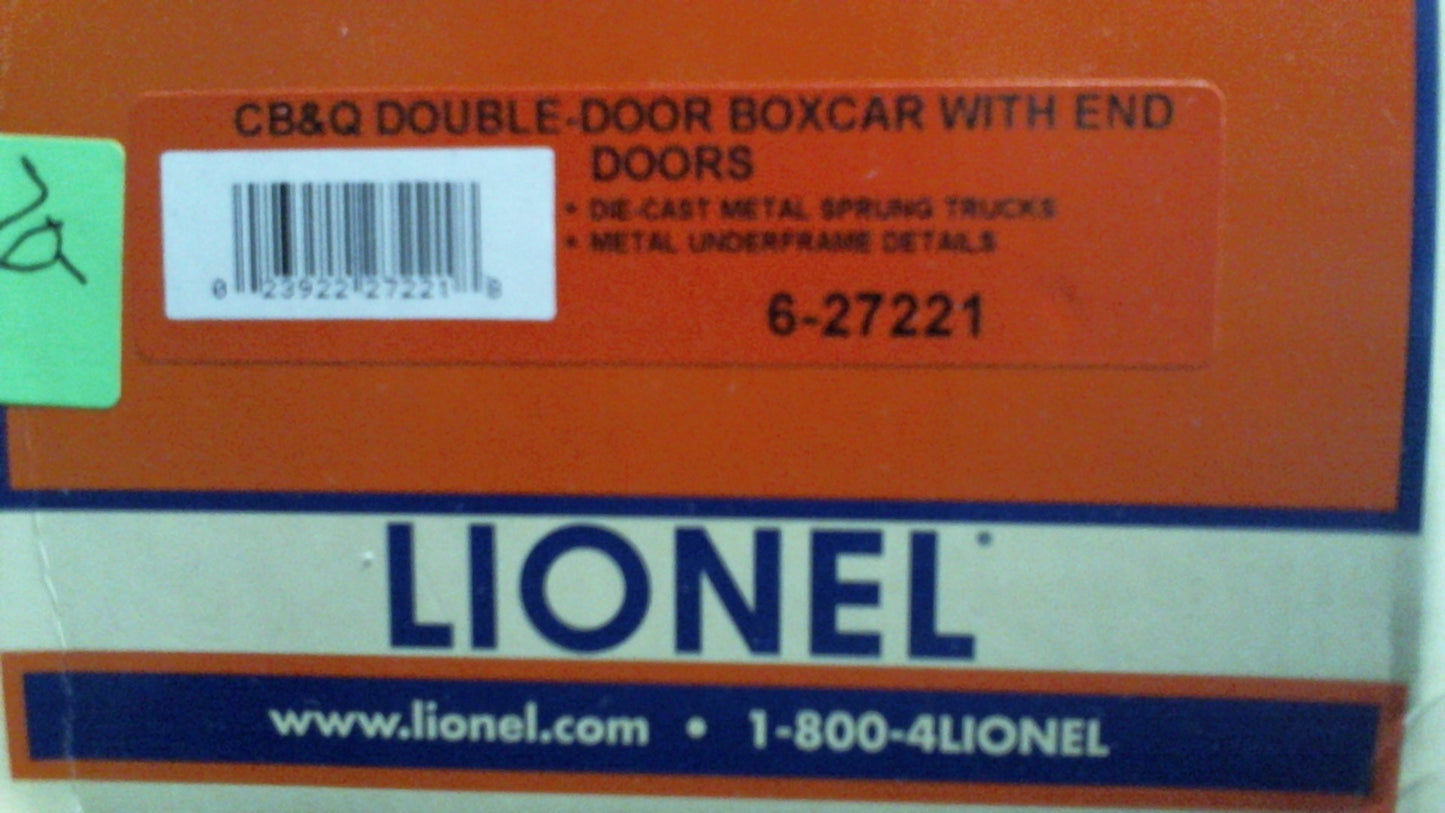 CB&Q DOUBLE-DOOR BOXCAR WITH END
DOORS
• DIE-CAST METAL SPRUNG TRUCKS
• METAL UNDERFRAME DETAILS
0 23922 27221 8
6-27221
LIONEL
www.lionel.com • 1-800-4LIONEL